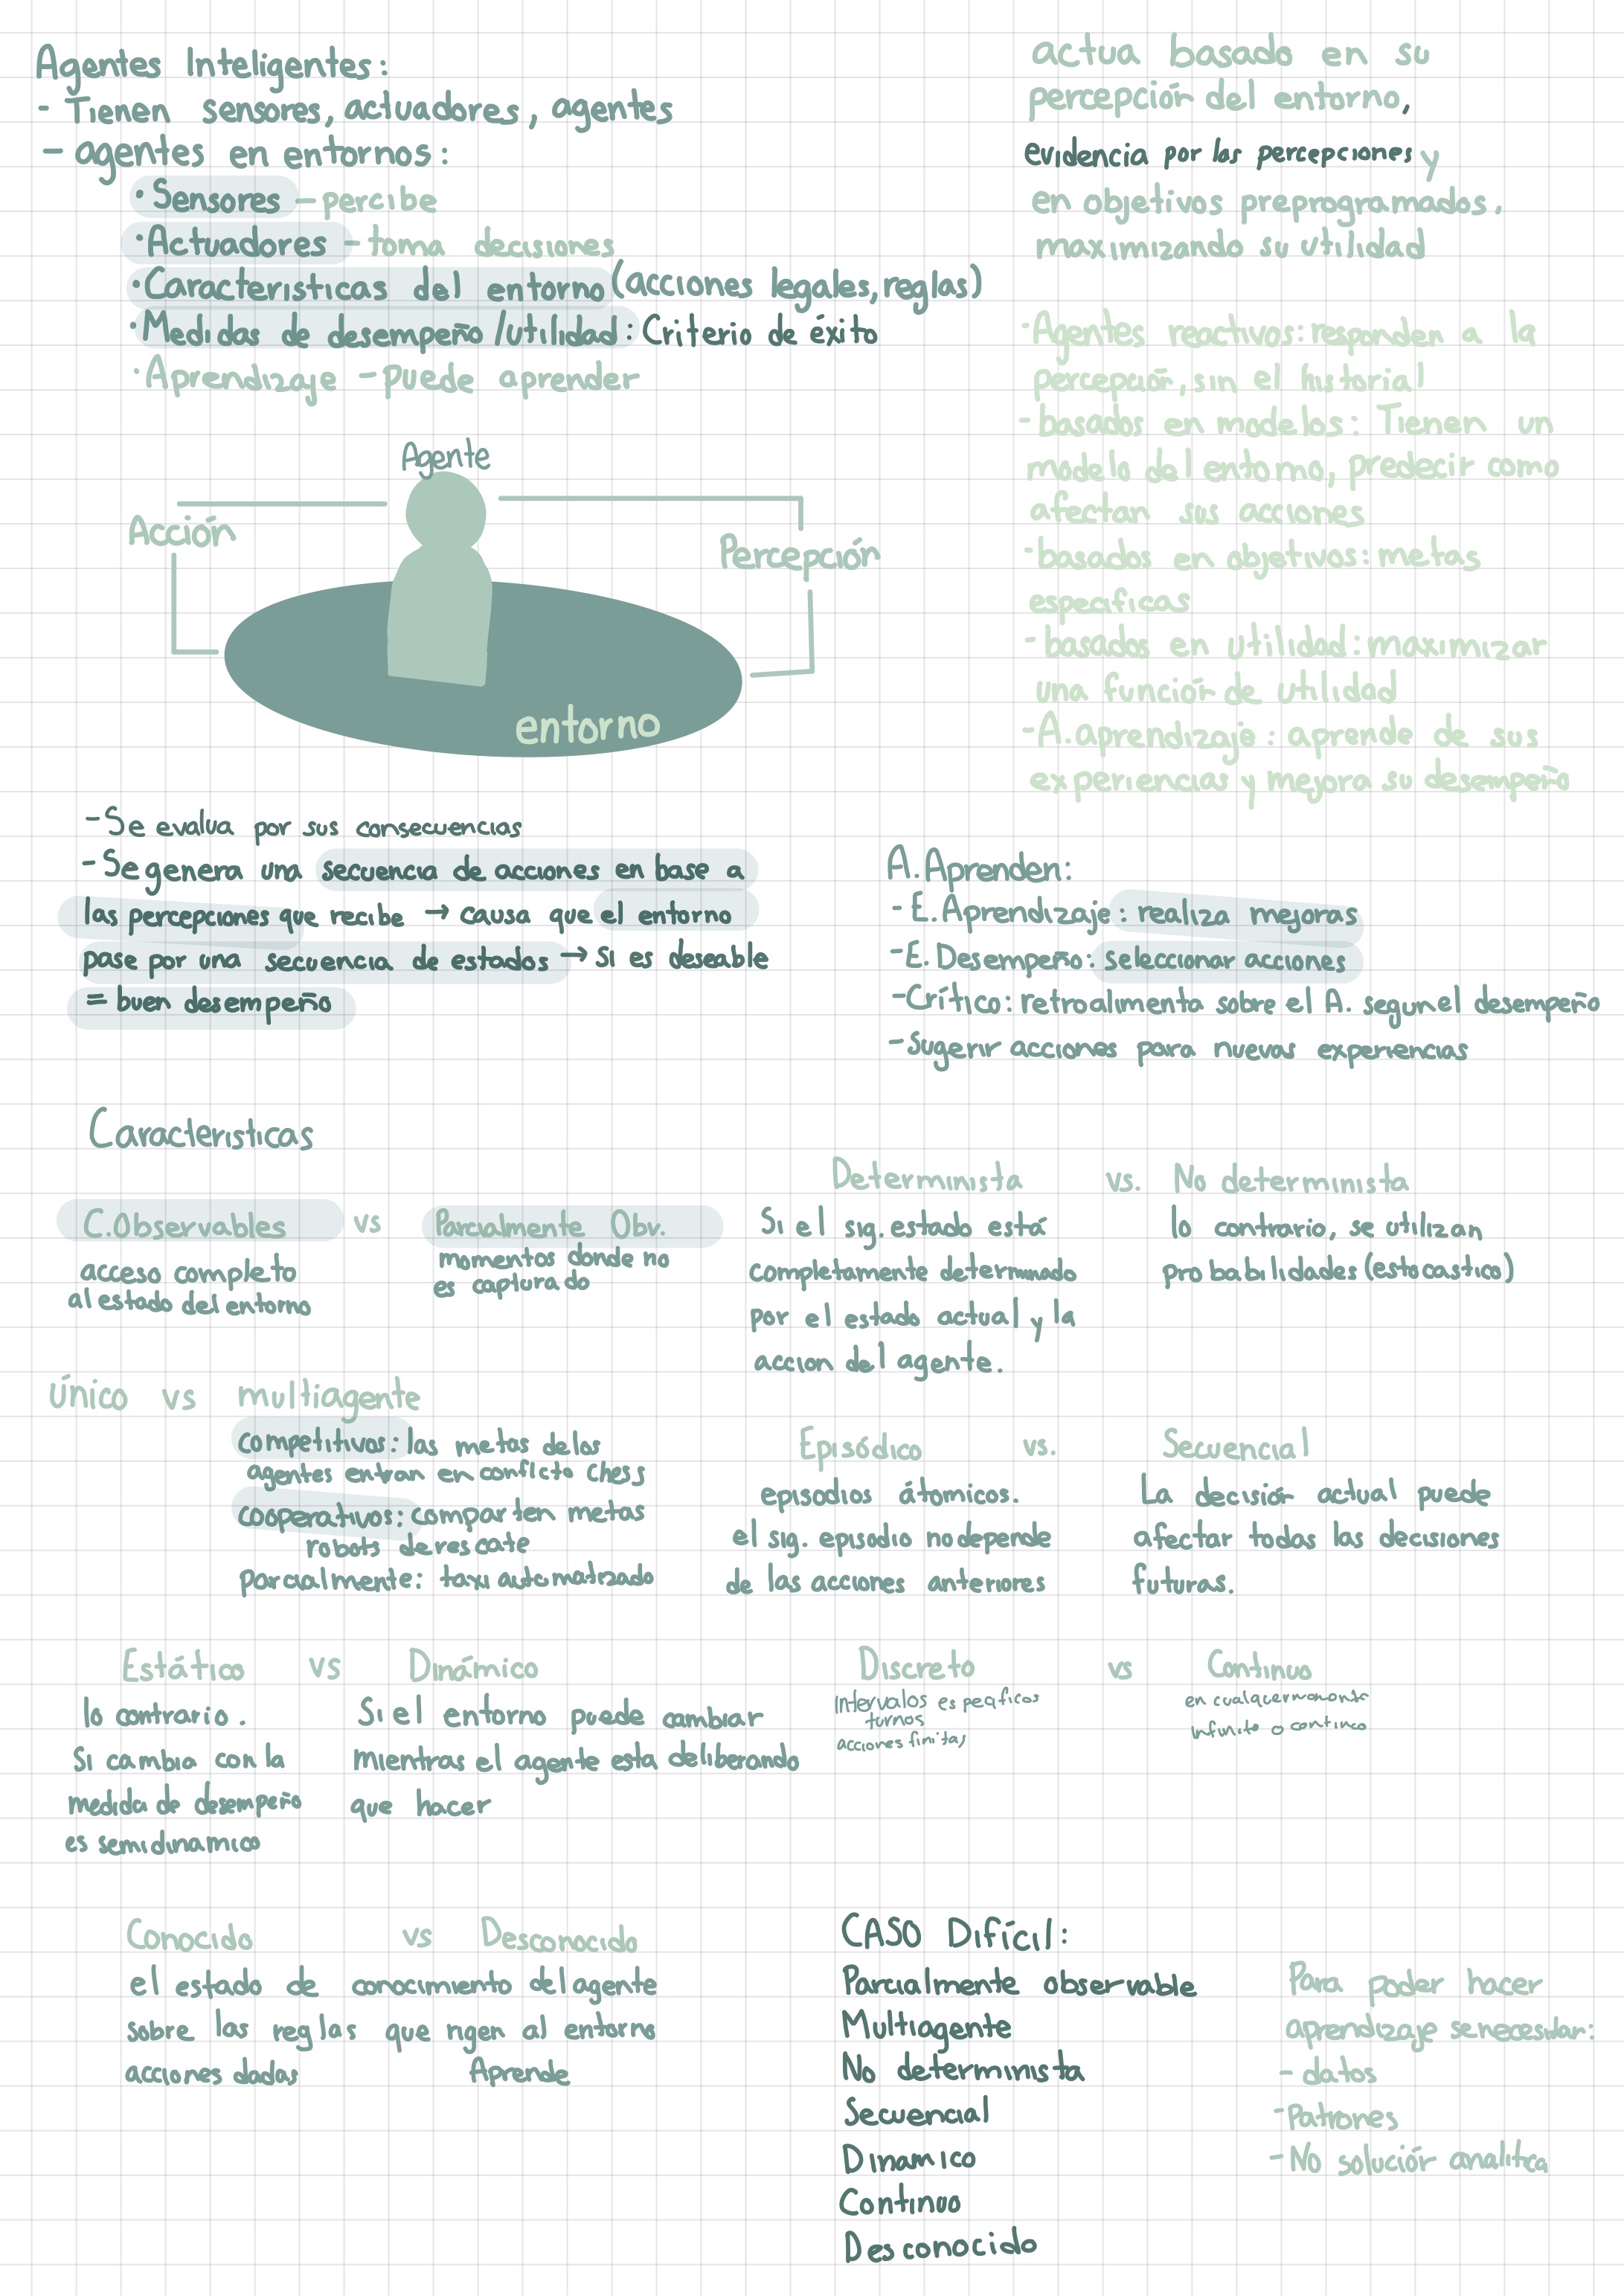 Agentes Inteligentes:
- Tienen sensores, actuadores, agentes
- agentes en entornos:
· Sensores - percibe
· Actuadores - toma decisiones
· Caracteristicas del entorno (acciones legales, reglas)
· Medidas de desempeño / utilidad: Criterio de éxito
· Aprendizaje - puede aprender
actua basado en su
percepción del entorno,
evidencia por las percepciones y
en objetivos preprogramados,
maximizando su utilidad
- Agentes reactivos: responden a la
percepción, sin el historial
- basados en modelos: Tienen un
modelo del entorno, predecir como
afectan sus acciones
- basados en objetivos: metas
especificas
- basados en utilidad: maximizar
una función de utilidad
- A. aprendizaje: aprende de sus
experiencias y mejora su desempeño
Agente
Acción
Percepción
entorno
- Se evalua por sus consecuencias
- Se genera una secuencia de acciones en base a
las percepciones que recibe → causa que el entorno
pase por una secuencia de estados → si es deseable
= buen desempeño
A. Aprenden:
- E. Aprendizaje: realiza mejoras
- E. Desempeño: seleccionar acciones
- Crítico: retroalimenta sobre el A. segun el desempeño
- Sugerir acciones para nuevas experiencias
Caracteristicas
C. Observables vs Parcialmente Obv.
acceso completo
al estado del entorno
momentos donde no
es capturado
Determinista vs. No determinista
Si el sig. estado está
completamente determinado
por el estado actual y la
accion del agente.
lo contrario, se utilizan
probabilidades (estocastico)
único vs multiagente
competitivos: las metas de los
agentes entran en conflicto chess
cooperativos: comparten metas
robots de rescate
parcialmente: taxi automatizado
Episódico vs. Secuencial
episodios átomicos.
el sig. episodio no depende
de las acciones anteriores
La decisión actual puede
afectar todas las decisiones
futuras.
Estático vs Dinámico
lo contrario.
Si cambia con la
medida de desempeño
es semidinamico
Si el entorno puede cambiar
mientras el agente esta deliberando
que hacer
Discreto vs Continuo
Intervalos especificos
turnos
acciones finitas
en cualquier momento
infinito o continuo
Conocido vs Desconocido
el estado de conocimiento del agente
sobre las reglas que rigen al entorno
acciones dadas Aprende
CASO Difícil:
Parcialmente observable
Multiagente
No determinista
Secuencial
Dinamico
Continuo
Desconocido
Para poder hacer
aprendizaje se necesitar:
- datos
- Patrones
- No solución analitica